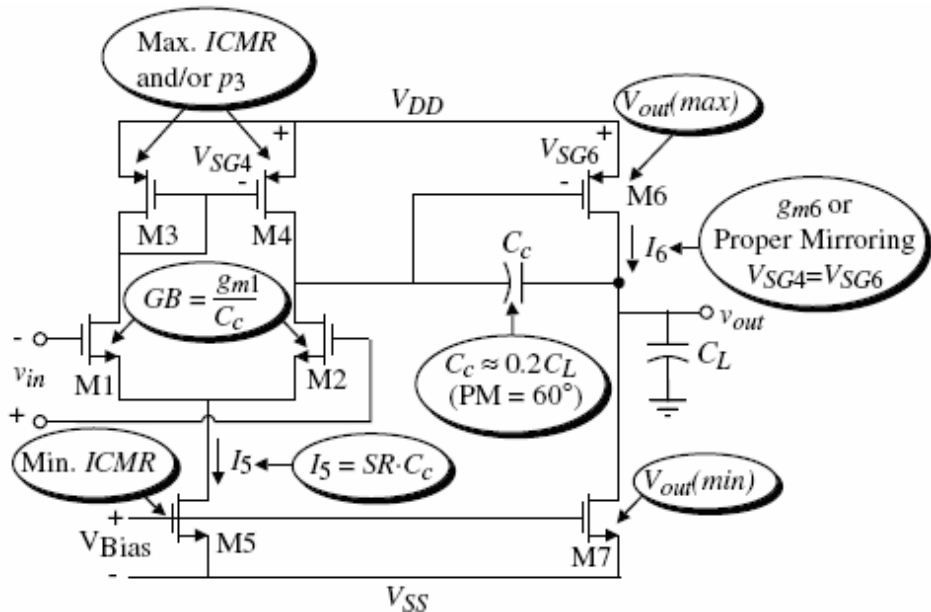 Max. ICMR
and/or p3
VDD
Vout(max)
+
VSG4
-
+
VSG6
-
M6
M3
M4
gm6 or
Proper Mirroring
VSG4=VSG6
I6
Cc
GB = gm1
Cc
vout
CL
-
vin
+
M1
M2
Cc ≈ 0.2CL
(PM = 60°)
Min. ICMR
I5
I5 = SR·Cc
Vout(min)
+
VBias
-
M5
M7
VSS